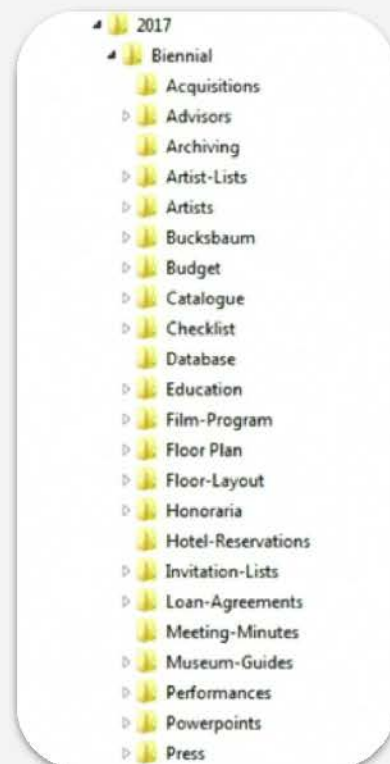 2017
Biennial
Acquisitions
Advisors
Archiving
Artist-Lists
Artists
Bucksbaum
Budget
Catalogue
Checklist
Database
Education
Film-Program
Floor Plan
Floor-Layout
Honoraria
Hotel-Reservations
Invitation-Lists
Loan-Agreements
Meeting-Minutes
Museum-Guides
Performances
Powerpoints
Press